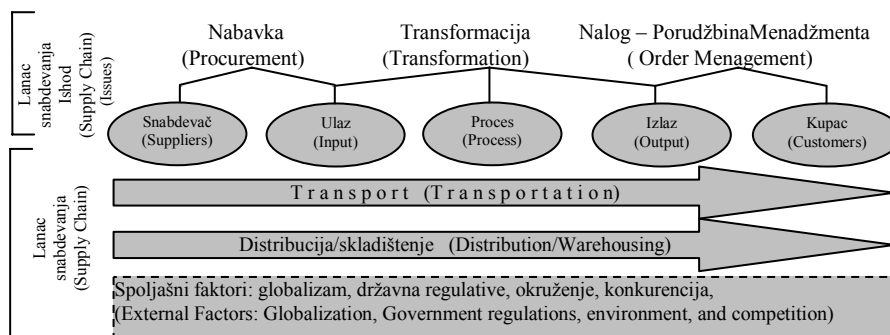 Nabavka
(Procurement)
Transformacija
(Transformation)
Nalog – PorudžbinaMenadžmenta
( Order Menagement)
Lanac
snabdevanja
Ishod
(Supply Chain)
(Issues)
Snabdevač
(Suppliers)
Ulaz
(Input)
Proces
(Process)
Izlaz
(Output)
Kupac
(Customers)
Lanac
snabdevanja
(Supply Chain)
T r a n s p o r t  (T r a n s p o r t a t i o n )
Distribucija/skladištenje (Distribution/Warehousing)
Spoljašni faktori: globalizam, državna regulative, okruženje, konkurencija,
(External Factors: Globalization, Government regulations, environment, and competition)